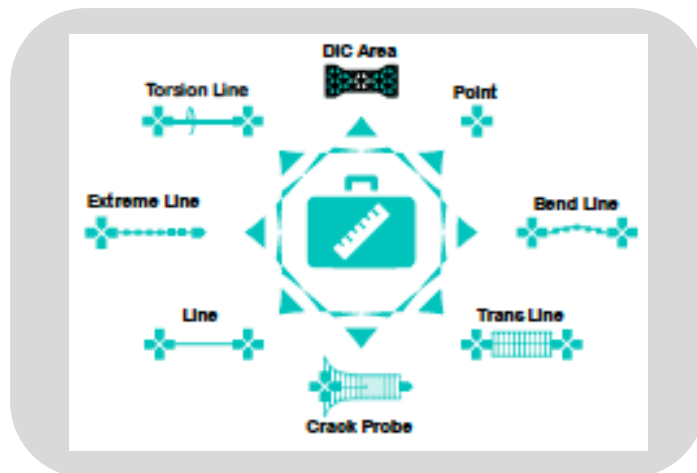 DIC Area
Torsion Line
Point
Extreme Line
Bend Line
Line
Trans Line
Crack Probe